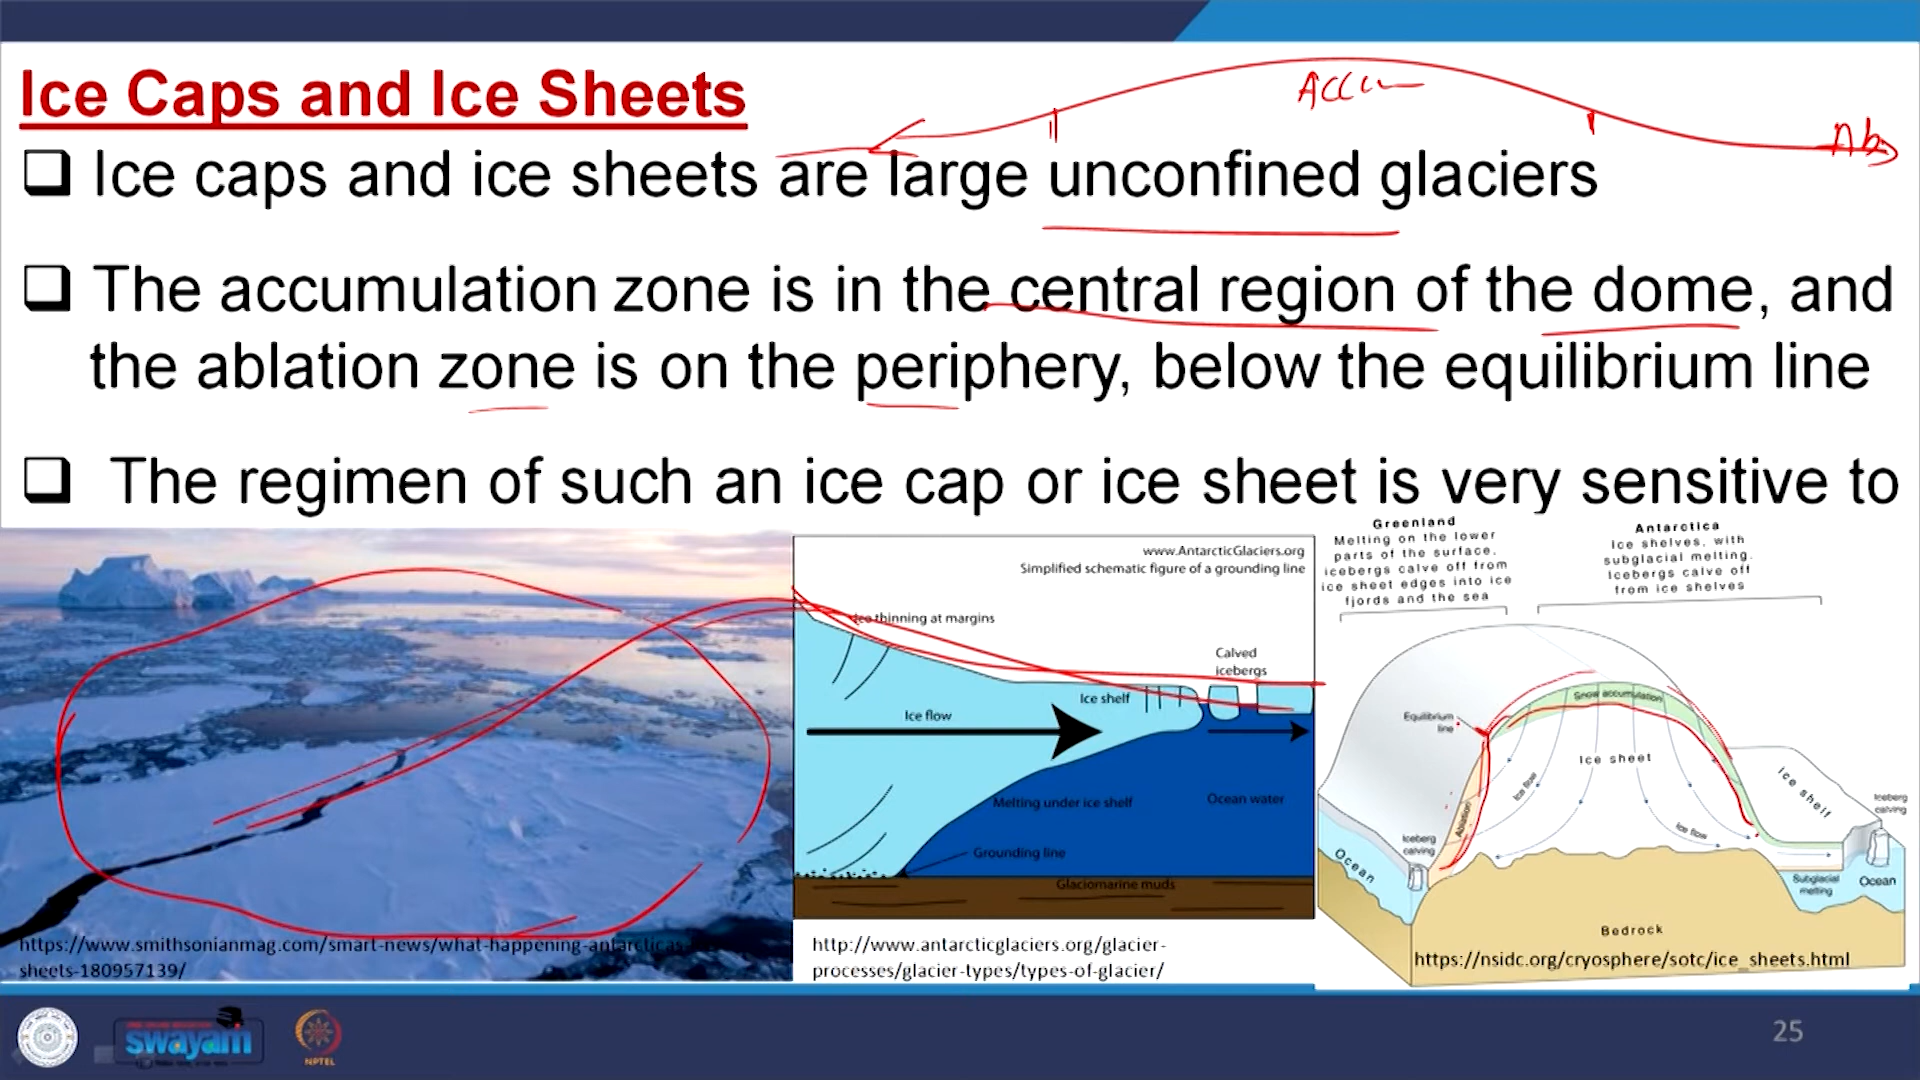 Ice Caps and Ice Sheets
Accu
Ab
❑ Ice caps and ice sheets are large unconfined glaciers
❑ The accumulation zone is in the central region of the dome, and
the ablation zone is on the periphery, below the equilibrium line
❑ The regimen of such an ice cap or ice sheet is very sensitive to
https://www.smithsonianmag.com/smart-news/what-happening-antarcticas-
sheets-180957139/
www.AntarcticGlaciers.org
Simplified schematic figure of a grounding line
Ice thinning at margins
Calved
icebergs
Ice shelf
Ice flow
Melting under ice shelf
Ocean water
Grounding line
Glaciomarine muds
http://www.antarcticglaciers.org/glacier-
processes/glacier-types/types-of-glacier/
Greenland
Melting on the lower
parts of the surface,
icebergs calve off from
ice sheet edges into ice
fjords and the sea
Antarctica
Ice shelves, with
subglacial melting.
Icebergs calve off
from ice shelves
Snow accumulation
Equilibrium
line
Ice sheet
Ice flow
Ablation
Ice flow
Ice shelf
Iceberg
calving
Iceberg
calving
Ocean
Subglacial
melting
Ocean
Bedrock
https://nsidc.org/cryosphere/sotc/ice_sheets.html
swayam
NPTEL
25